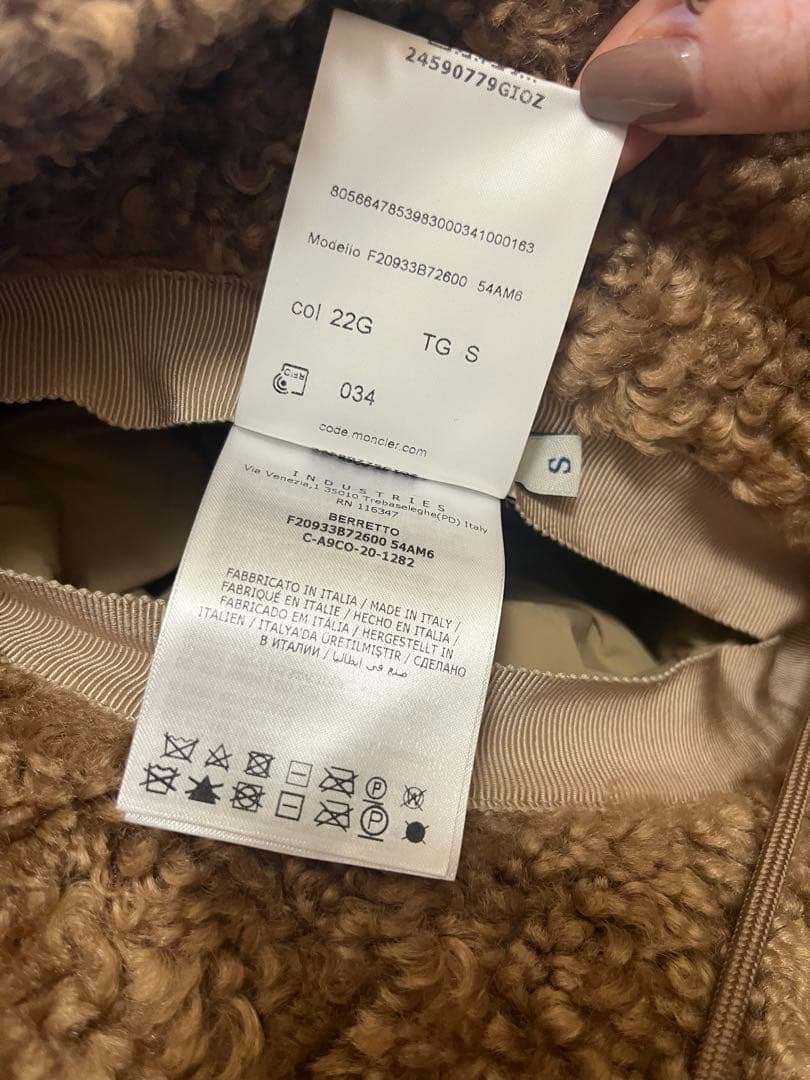 24590779GIOZ
8056647853983000341000163
Modello F20933B72600 54AM6
col 22G TG S
RFID
034
code.moncler.com
S
INDUSTRIES
Via Venezia,1 35010 Trebaseleghe(PD) Italy
RN 116347
BERRETTO
F20933B72600 54AM6
C-A9CO-20-1282
FABBRICATO IN ITALIA / MADE IN ITALY /
FABRIQUÉ EN ITALIE / HECHO EN ITALIA /
FABRICADO EM ITÁLIA / HERGESTELLT IN
ITALIEN / ITALYA'DA ÜRETILMIŞTIR / СДЕЛАНО
В ИТАЛИИ / صنع في ايطاليا
P W
P